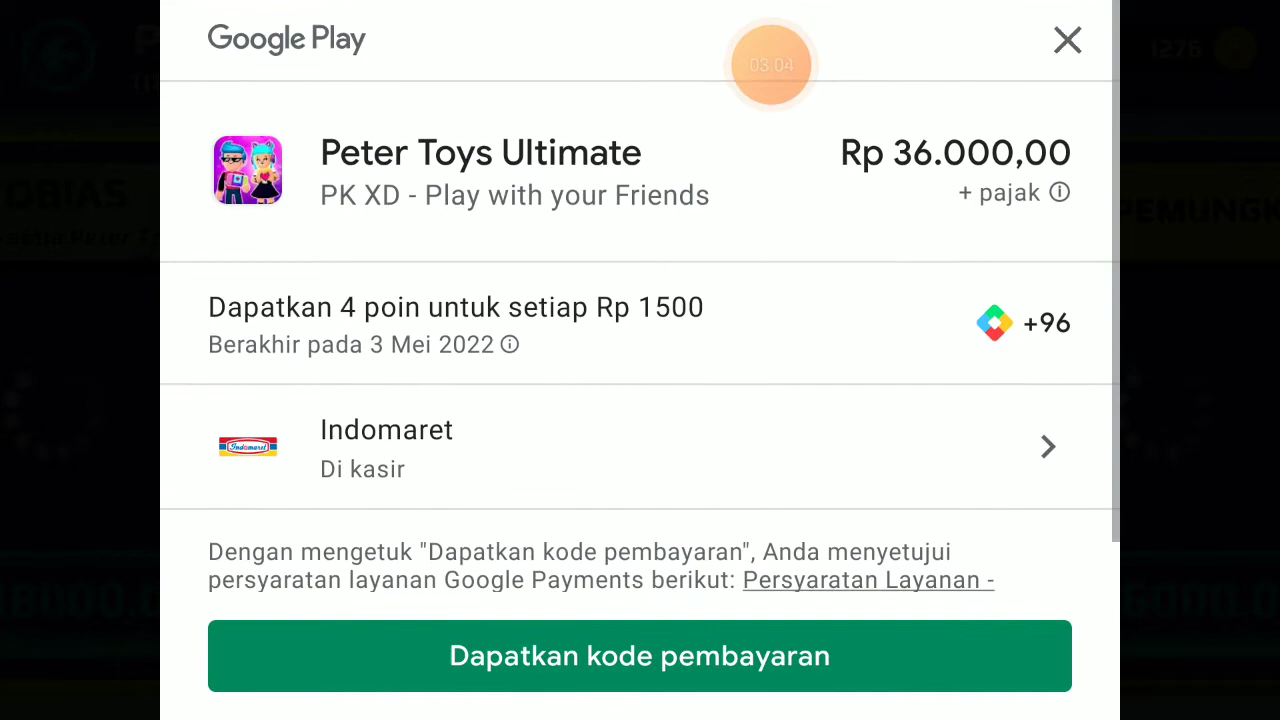 Google Play
03.04
1276
Peter Toys Ultimate
Rp 36.000,00
PK XD - Play with your Friends
+ pajak
Dapatkan 4 poin untuk setiap Rp 1500
+96
Berakhir pada 3 Mei 2022
Indomaret
Indomaret
Di kasir
Dengan mengetuk "Dapatkan kode pembayaran", Anda menyetujui
persyaratan layanan Google Payments berikut: Persyaratan Layanan -
Dapatkan kode pembayaran